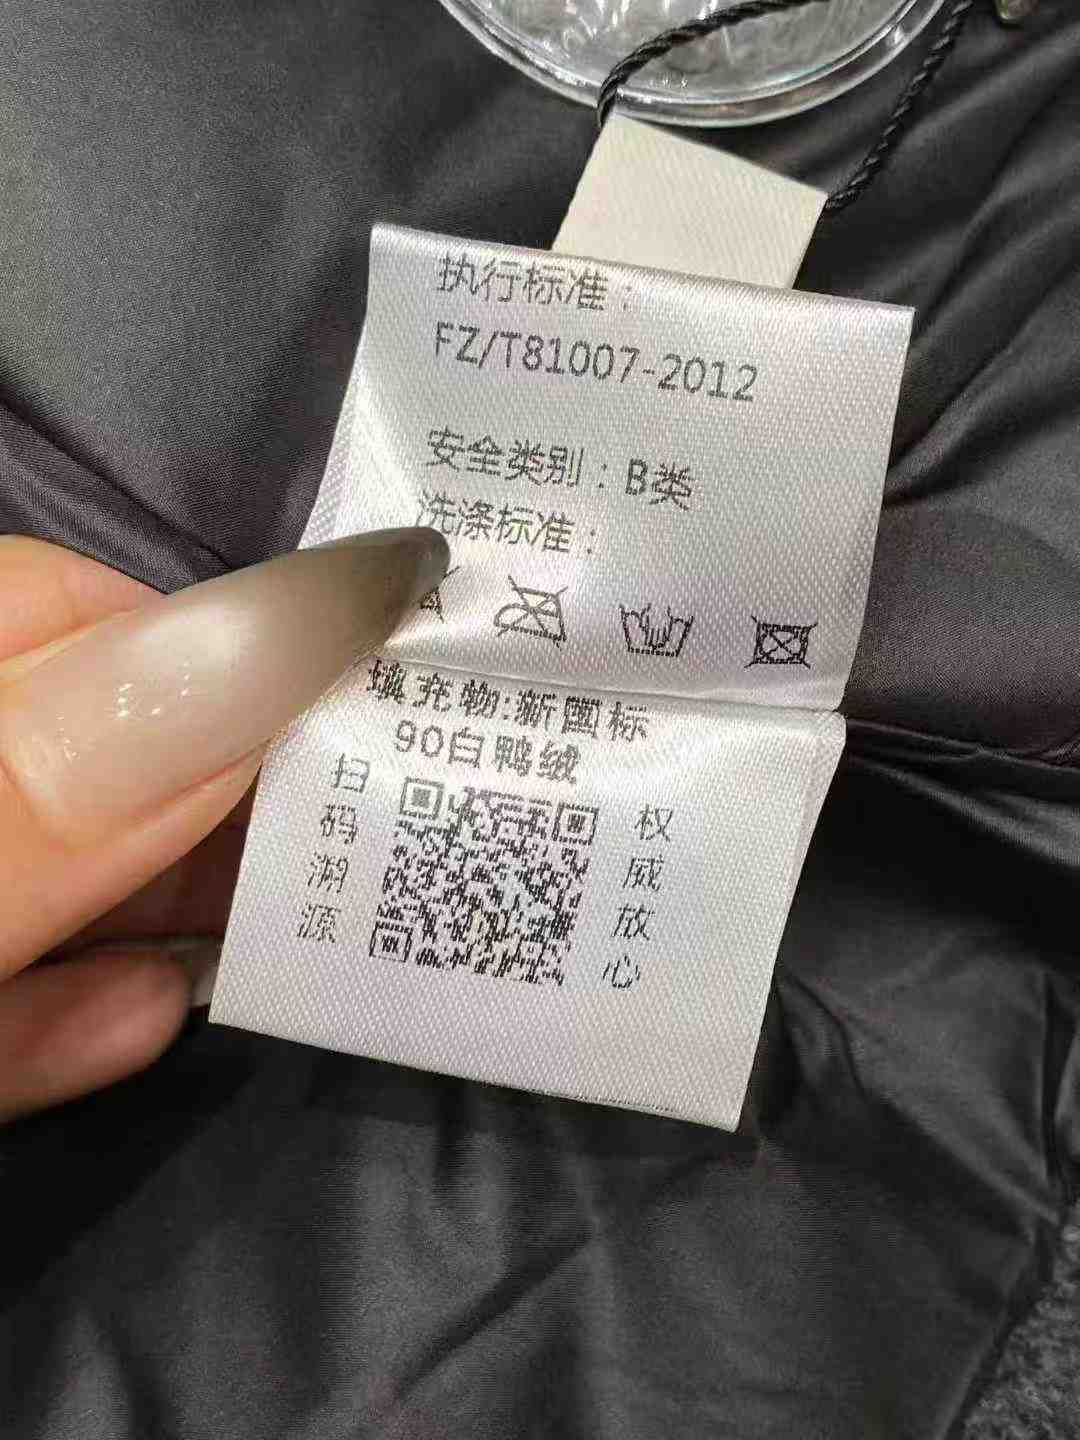 执行标准：
FZ/T81007-2012
安全类别：B类
洗涤标准：
填充物:新国标
90白鸭绒
扫码溯源
权威放心